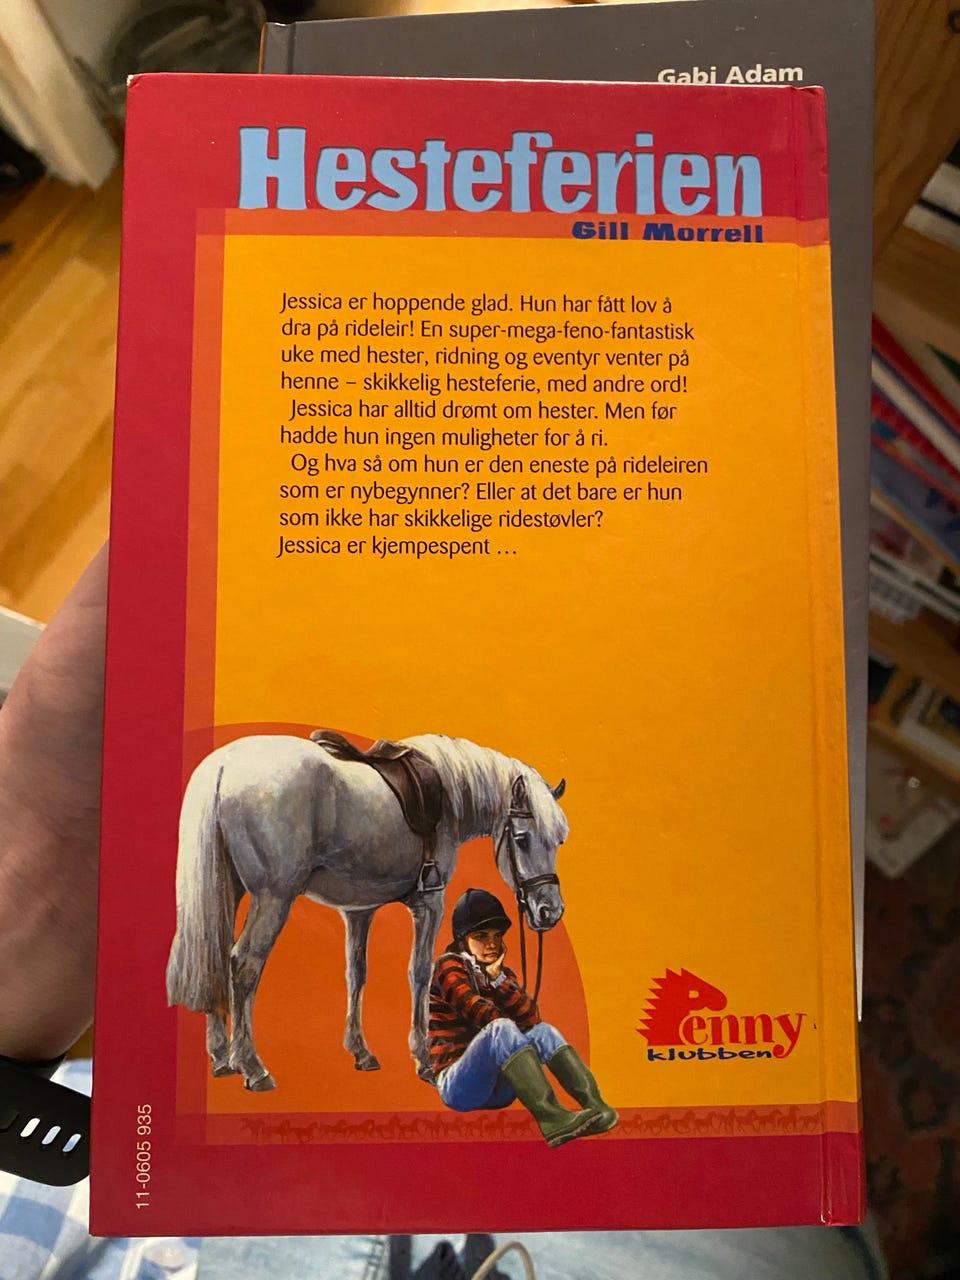 Gabi Adam
Hesteferien
Gill Morrell
Jessica er hoppende glad. Hun har fått lov å
dra på rideleir! En super-mega-feno-fantastisk
uke med hester, ridning og eventyr venter på
henne – skikkelig hesteferie, med andre ord!
Jessica har alltid drømt om hester. Men før
hadde hun ingen muligheter for å ri.
Og hva så om hun er den eneste på rideleiren
som er nybegynner? Eller at det bare er hun
som ikke har skikkelige ridestøvler?
Jessica er kjempespent ...
Penny
klubben
11-0605 935